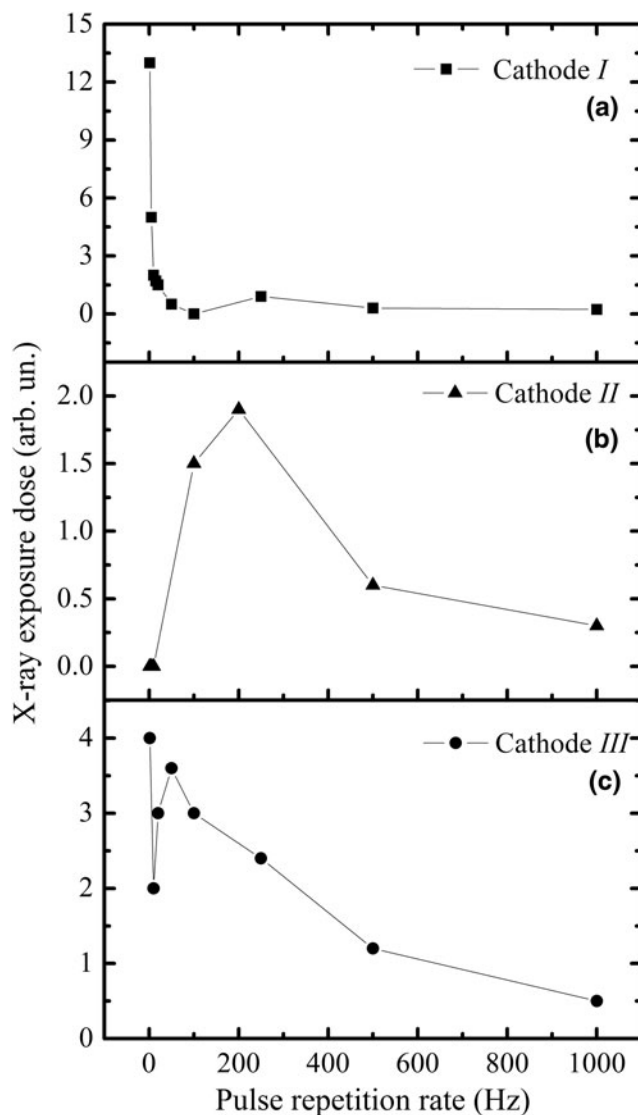 X-ray exposure dose (arb. un.)
15
12
9
6
3
0
Cathode I
(a)
2.0
1.5
1.0
0.5
0.0
Cathode II
(b)
4
3
2
1
0
Cathode III
(c)
0 200 400 600 800 1000
Pulse repetition rate (Hz)